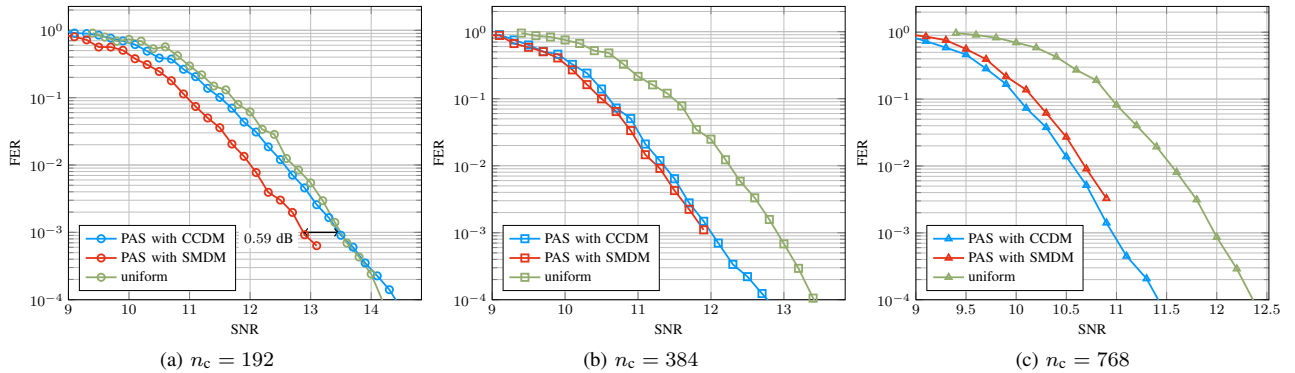 10^0
10^-1
10^-2
10^-3
10^-4
FER
9 10 11 12 13 14
SNR
PAS with CCDM
PAS with SMDM
uniform
0.59 dB
(a) n_c = 192
10^0
10^-1
10^-2
10^-3
10^-4
FER
9 10 11 12 13
SNR
PAS with CCDM
PAS with SMDM
uniform
(b) n_c = 384
10^0
10^-1
10^-2
10^-3
10^-4
FER
9 9.5 10 10.5 11 11.5 12 12.5
SNR
PAS with CCDM
PAS with SMDM
uniform
(c) n_c = 768